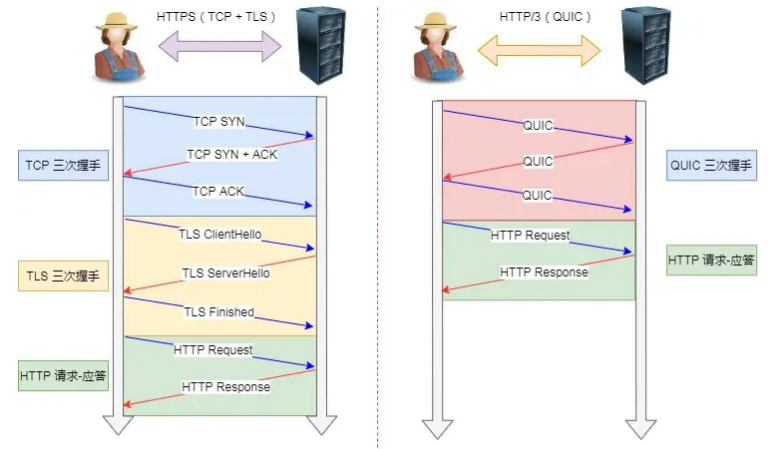 HTTPS（TCP + TLS）
TCP 三次握手
TCP SYN
TCP SYN + ACK
TCP ACK
TLS 三次握手
TLS ClientHello
TLS ServerHello
TLS Finished
HTTP 请求-应答
HTTP Request
HTTP Response
HTTP/3（QUIC）
QUIC
QUIC
QUIC
QUIC 三次握手
HTTP Request
HTTP Response
HTTP 请求-应答